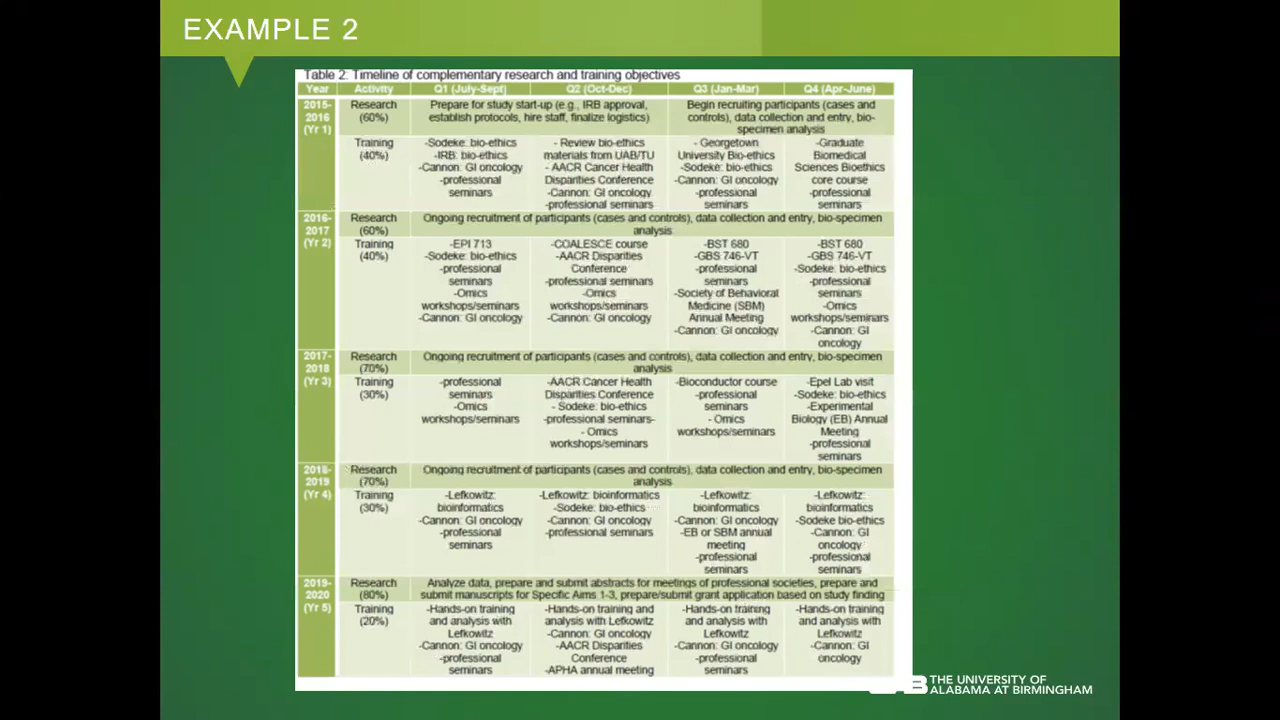 EXAMPLE 2
Table 2: Timeline of complementary research and training objectives
Year Activity Q1 (July-Sept) Q2 (Oct-Dec) Q3 (Jan-Mar) Q4 (Apr-June)
2015-2016 (Yr 1)
Research (60%)
Prepare for study start-up (e.g., IRB approval,
establish protocols, hire staff, finalize logistics)
Begin recruiting participants (cases and
controls), data collection and entry, bio-
specimen analysis
Training (40%)
-Sodeke: bio-ethics
-IRB: bio-ethics
-Cannon: GI oncology
-professional
seminars
- Review bio-ethics
materials from UAB/TU
- AACR Cancer Health
Disparities Conference
-Cannon: GI oncology
-professional seminars
- Georgetown
University Bio-ethics
-Sodeke: bio-ethics
-Cannon: GI oncology
-professional
seminars
-Graduate
Biomedical
Sciences Bioethics
core course
-professional
seminars
2016-2017 (Yr 2)
Research (60%)
Ongoing recruitment of participants (cases and controls), data collection and entry, bio-specimen
analysis
Training (40%)
-EPI 713
-Sodeke: bio-ethics
-professional
seminars
-Omics
workshops/seminars
-Cannon: GI oncology
-COALESCE course
-AACR Disparities
Conference
-professional seminars
-Omics
workshops/seminars
-Cannon: GI oncology
-BST 680
-GBS 746-VT
-professional
seminars
-Society of Behavioral
Medicine (SBM)
Annual Meeting
-Cannon: GI oncology
-BST 680
-GBS 746-VT
-Sodeke: bio-ethics
-professional
seminars
-Omics
workshops/seminars
-Cannon: GI
oncology
2017-2018 (Yr 3)
Research (70%)
Ongoing recruitment of participants (cases and controls), data collection and entry, bio-specimen
analysis
Training (30%)
-professional
seminars
-Omics
workshops/seminars
-AACR Cancer Health
Disparities Conference
- Sodeke: bio-ethics
-professional seminars-
- Omics
workshops/seminars
-Bioconductor course
-professional
seminars
- Omics
workshops/seminars
-Epel Lab visit
-Sodeke: bio-ethics
-Experimental
Biology (EB) Annual
Meeting
-professional
seminars
2018-2019 (Yr 4)
Research (70%)
Ongoing recruitment of participants (cases and controls), data collection and entry, bio-specimen
analysis
Training (30%)
-Lefkowitz:
bioinformatics
-Cannon: GI oncology
-professional
seminars
-Lefkowitz: bioinformatics
-Sodeke: bio-ethics
-Cannon: GI oncology
-professional seminars
-Lefkowitz:
bioinformatics
-Cannon: GI oncology
-EB or SBM annual
meeting
-professional
seminars
-Lefkowitz:
bioinformatics
-Sodeke bio-ethics
-Cannon: GI
oncology
-professional
seminars
2019-2020 (Yr 5)
Research (80%)
Analyze data, prepare and submit abstracts for meetings of professional societies, prepare and
submit manuscripts for Specific Aims 1-3, prepare/submit grant application based on study finding
Training (20%)
-Hands-on training
and analysis with
Lefkowitz
-Cannon: GI oncology
-professional
seminars
-Hands-on training and
analysis with Lefkowitz
-Cannon: GI oncology
-AACR Disparities
Conference
-APHA annual meeting
-Hands-on training
and analysis with
Lefkowitz
-Cannon: GI oncology
-professional
seminars
-Hands-on training
and analysis with
Lefkowitz
-Cannon: GI
oncology
THE UNIVERSITY OF
ALABAMA AT BIRMINGHAM